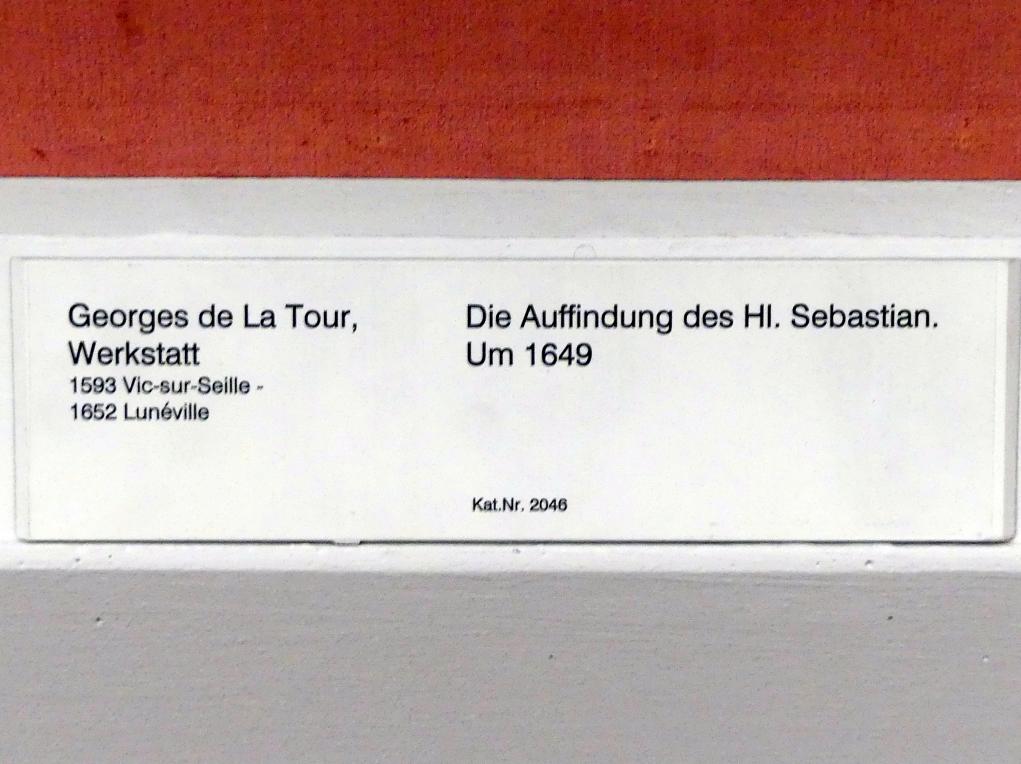 Georges de La Tour,
Werkstatt
1593 Vic-sur-Seille -
1652 Lunéville
Die Auffindung des Hl. Sebastian.
Um 1649
Kat.Nr. 2046